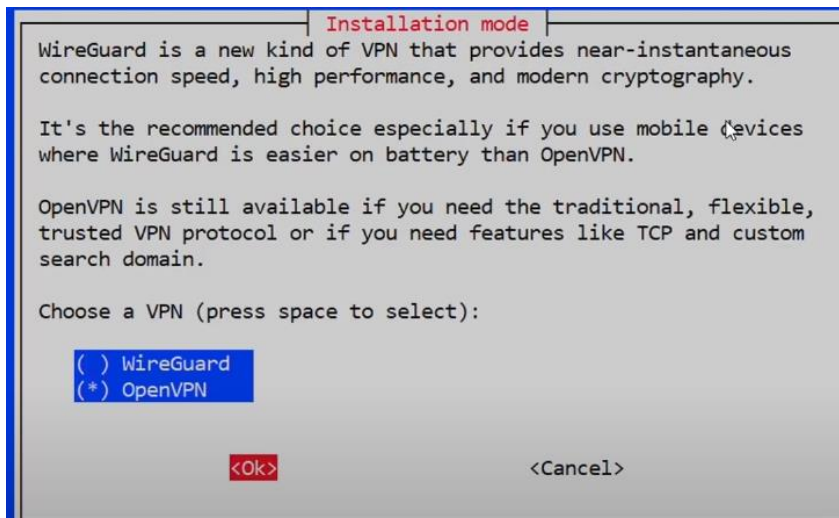 Installation mode
WireGuard is a new kind of VPN that provides near-instantaneous
connection speed, high performance, and modern cryptography.
It's the recommended choice especially if you use mobile devices
where WireGuard is easier on battery than OpenVPN.
OpenVPN is still available if you need the traditional, flexible,
trusted VPN protocol or if you need features like TCP and custom
search domain.
Choose a VPN (press space to select):
( ) WireGuard
(*) OpenVPN
<Ok> <Cancel>